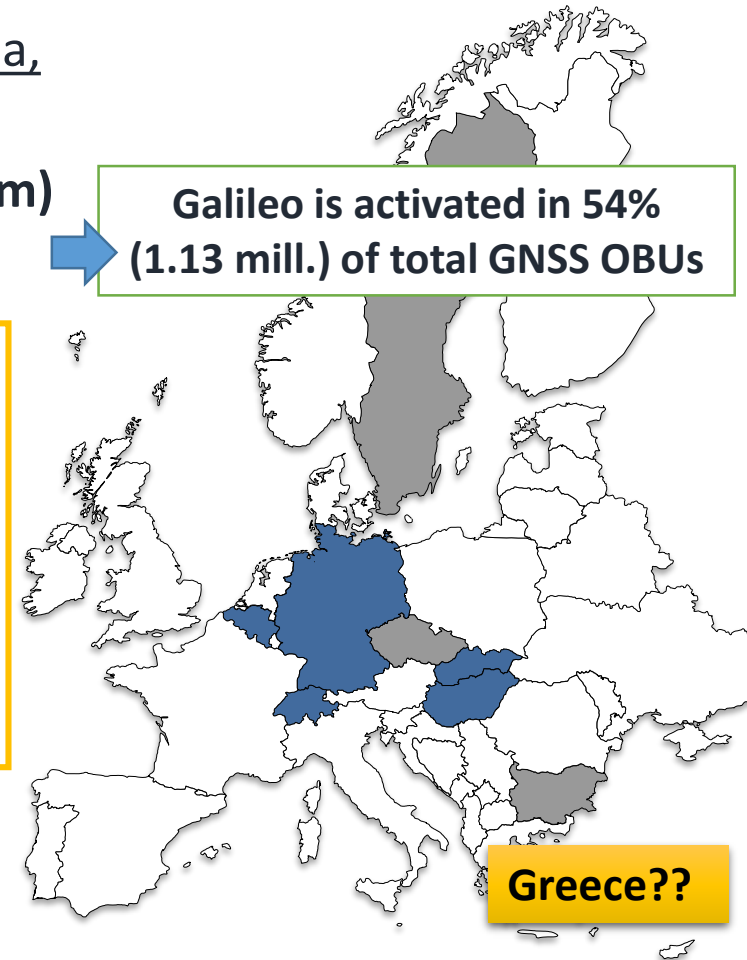 a,
m)
Galileo is activated in 54%
(1.13 mill.) of total GNSS OBUs
Greece??